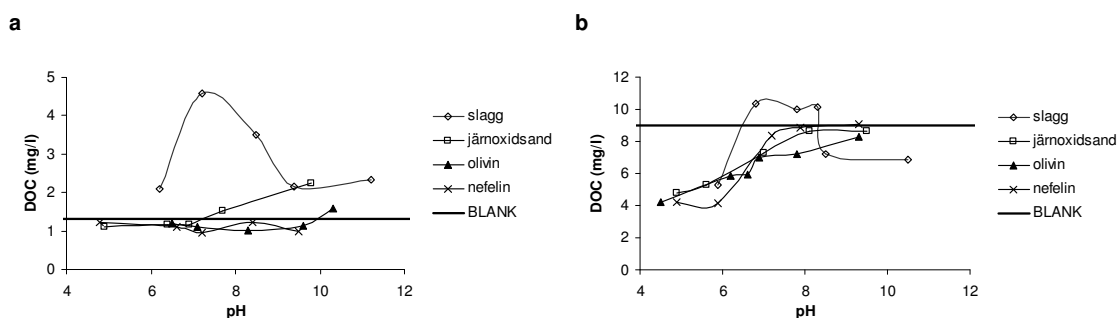 a
DOC (mg/l)
5
4
3
2
1
0
4 6 8 10 12
pH
slagg
järnoxidsand
olivin
nefelin
BLANK
b
DOC (mg/l)
12
10
8
6
4
2
0
4 6 8 10 12
pH
slagg
järnoxidsand
olivin
nefelin
BLANK